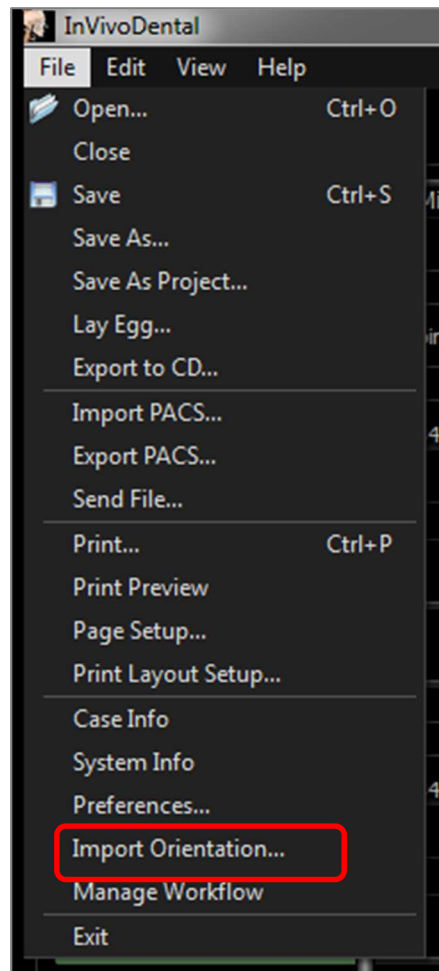 InVivoDental
File Edit View Help
Open... Ctrl+O
Close
Save Ctrl+S
Save As...
Save As Project...
Lay Egg...
Export to CD...
Import PACS...
Export PACS...
Send File...
Print... Ctrl+P
Print Preview
Page Setup...
Print Layout Setup...
Case Info
System Info
Preferences...
Import Orientation...
Manage Workflow
Exit